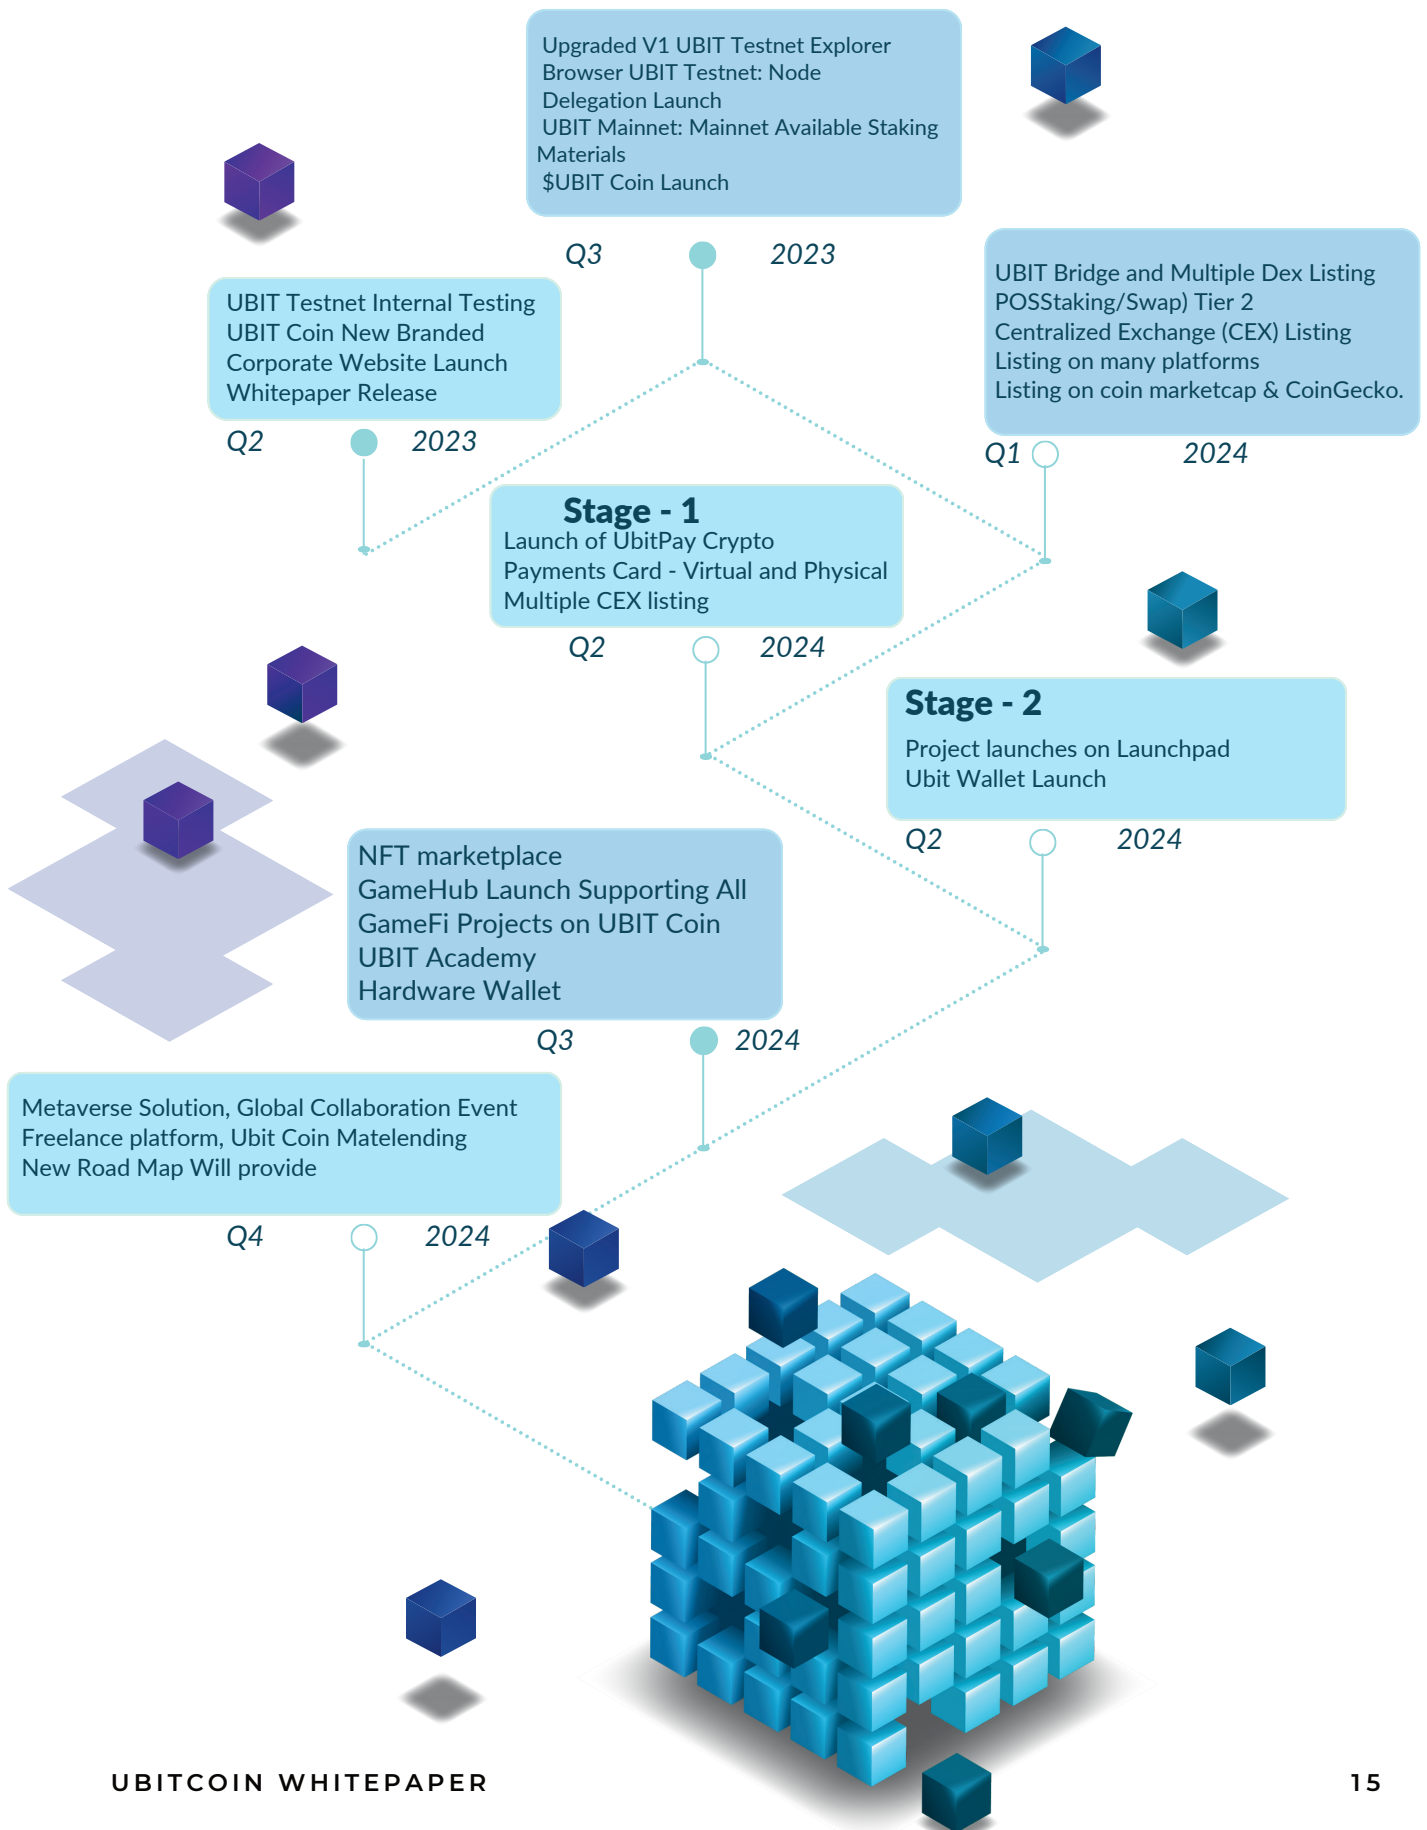 Upgraded V1 UBIT Testnet Explorer
Browser UBIT Testnet: Node
Delegation Launch
UBIT Mainnet: Mainnet Available Staking
Materials
$UBIT Coin Launch
Q3 2023
UBIT Testnet Internal Testing
UBIT Coin New Branded
Corporate Website Launch
Whitepaper Release
Q2 2023
UBIT Bridge and Multiple Dex Listing
POSStaking/Swap) Tier 2
Centralized Exchange (CEX) Listing
Listing on many platforms
Listing on coin marketcap & CoinGecko.
Q1 2024
Stage - 1
Launch of UbitPay Crypto
Payments Card - Virtual and Physical
Multiple CEX listing
Q2 2024
Stage - 2
Project launches on Launchpad
Ubit Wallet Launch
Q2 2024
NFT marketplace
GameHub Launch Supporting All
GameFi Projects on UBIT Coin
UBIT Academy
Hardware Wallet
Q3 2024
Metaverse Solution, Global Collaboration Event
Freelance platform, Ubit Coin Matelending
New Road Map Will provide
Q4 2024
UBITCOIN WHITEPAPER
15